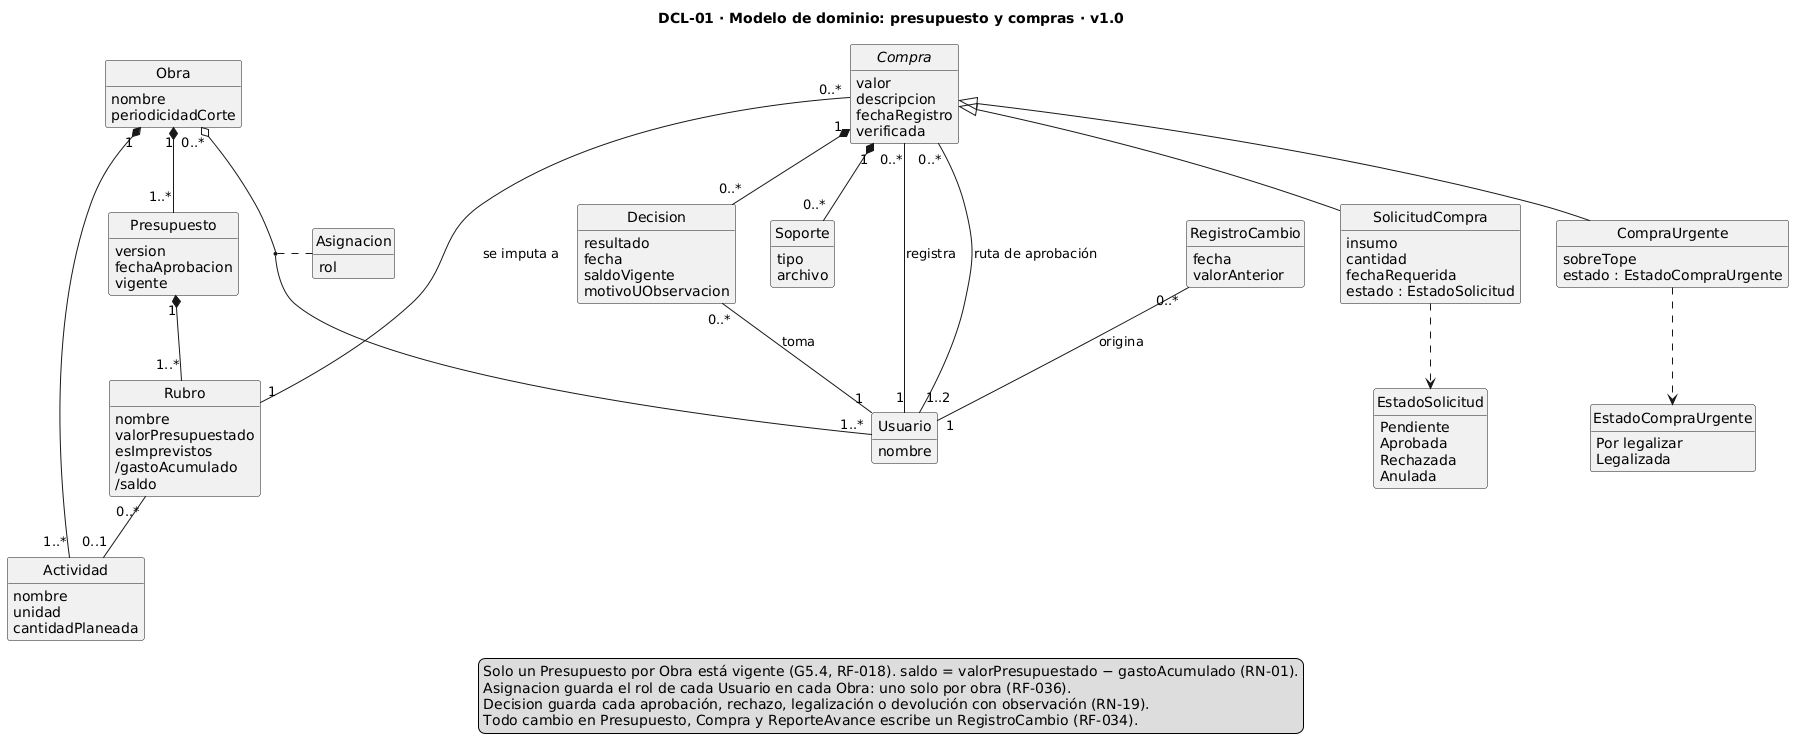 DCL-01 · Modelo de dominio: presupuesto y compras · v1.0
Obra
nombre
periodicidadCorte
1
1
0..*
Compra
valor
descripcion
fechaRegistro
verificada
0..*
1
1
0..*
0..*
1..*
Presupuesto
version
fechaAprobacion
vigente
1
Asignacion
rol
se imputa a
0..*
Decision
resultado
fecha
saldoVigente
motivoUObservacion
0..*
0..*
Soporte
tipo
archivo
registra
ruta de aprobación
RegistroCambio
fecha
valorAnterior
0..*
SolicitudCompra
insumo
cantidad
fechaRequerida
estado : EstadoSolicitud
CompraUrgente
sobreTope
estado : EstadoCompraUrgente
toma
origina
1..*
Rubro
nombre
valorPresupuestado
esImprevistos
/gastoAcumulado
/saldo
1
0..*
1..*
1
1
1..2
1
Usuario
nombre
EstadoSolicitud
Pendiente
Aprobada
Rechazada
Anulada
EstadoCompraUrgente
Por legalizar
Legalizada
1..*
0..1
Actividad
nombre
unidad
cantidadPlaneada
Solo un Presupuesto por Obra está vigente (G5.4, RF-018). saldo = valorPresupuestado − gastoAcumulado (RN-01).
Asignacion guarda el rol de cada Usuario en cada Obra: uno solo por obra (RF-036).
Decision guarda cada aprobación, rechazo, legalización o devolución con observación (RN-19).
Todo cambio en Presupuesto, Compra y ReporteAvance escribe un RegistroCambio (RF-034).